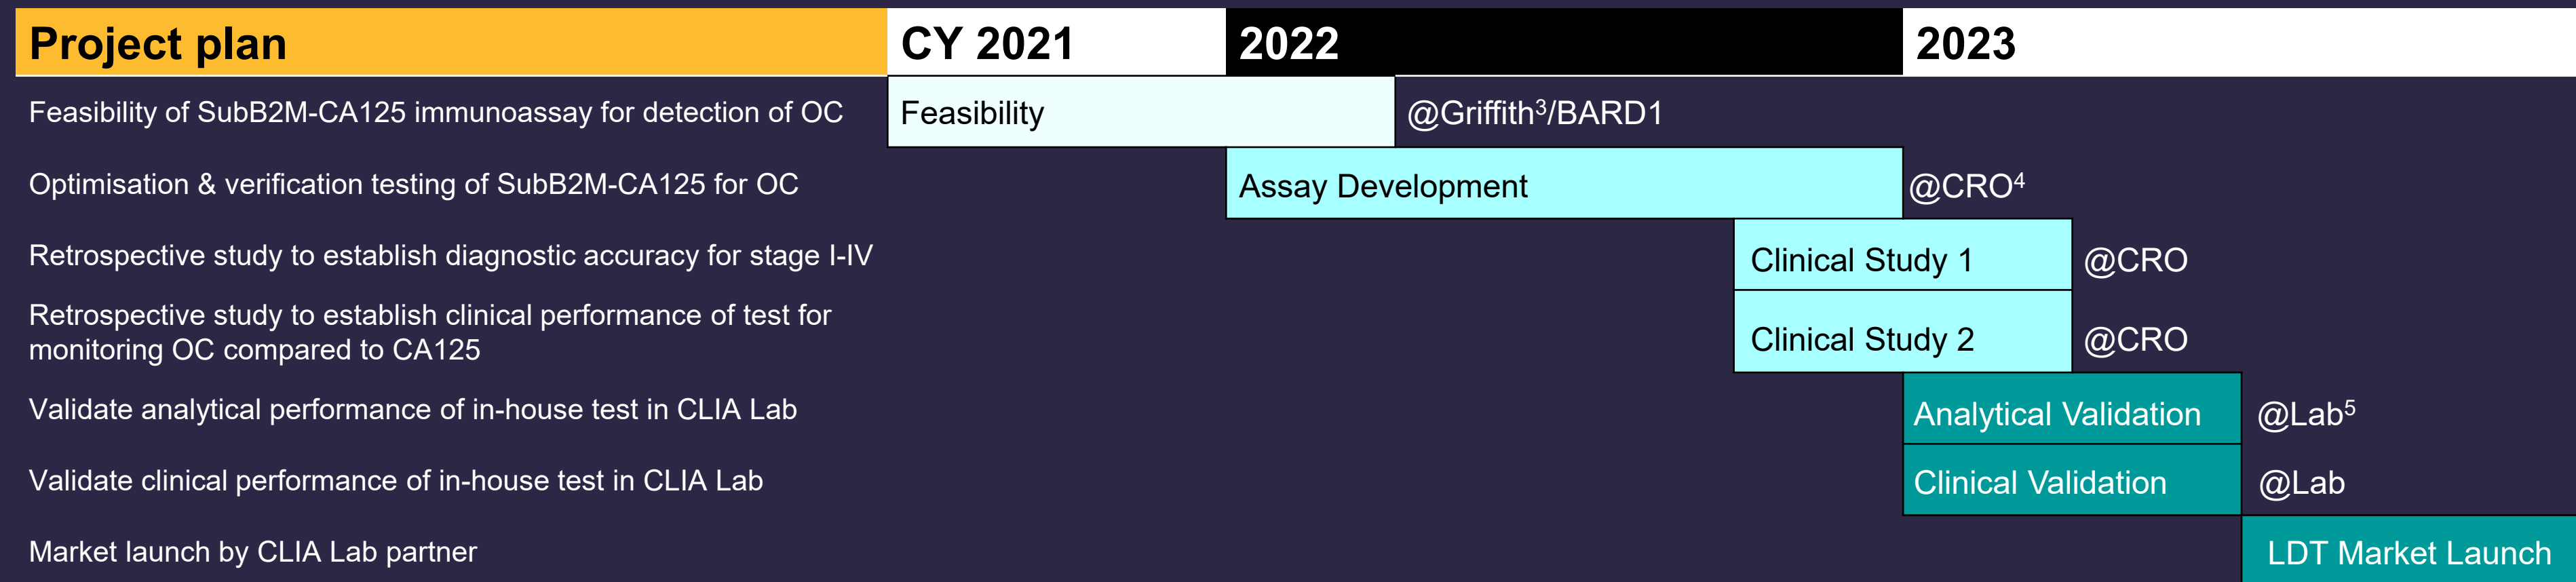 Project plan CY 2021 2022 2023
Feasibility of SubB2M-CA125 immunoassay for detection of OC Feasibility @Griffith³/BARD1
Optimisation & verification testing of SubB2M-CA125 for OC Assay Development @CRO⁴
Retrospective study to establish diagnostic accuracy for stage I-IV Clinical Study 1 @CRO
Retrospective study to establish clinical performance of test for
monitoring OC compared to CA125 Clinical Study 2 @CRO
Validate analytical performance of in-house test in CLIA Lab Analytical Validation @Lab⁵
Validate clinical performance of in-house test in CLIA Lab Clinical Validation @Lab
Market launch by CLIA Lab partner LDT Market Launch